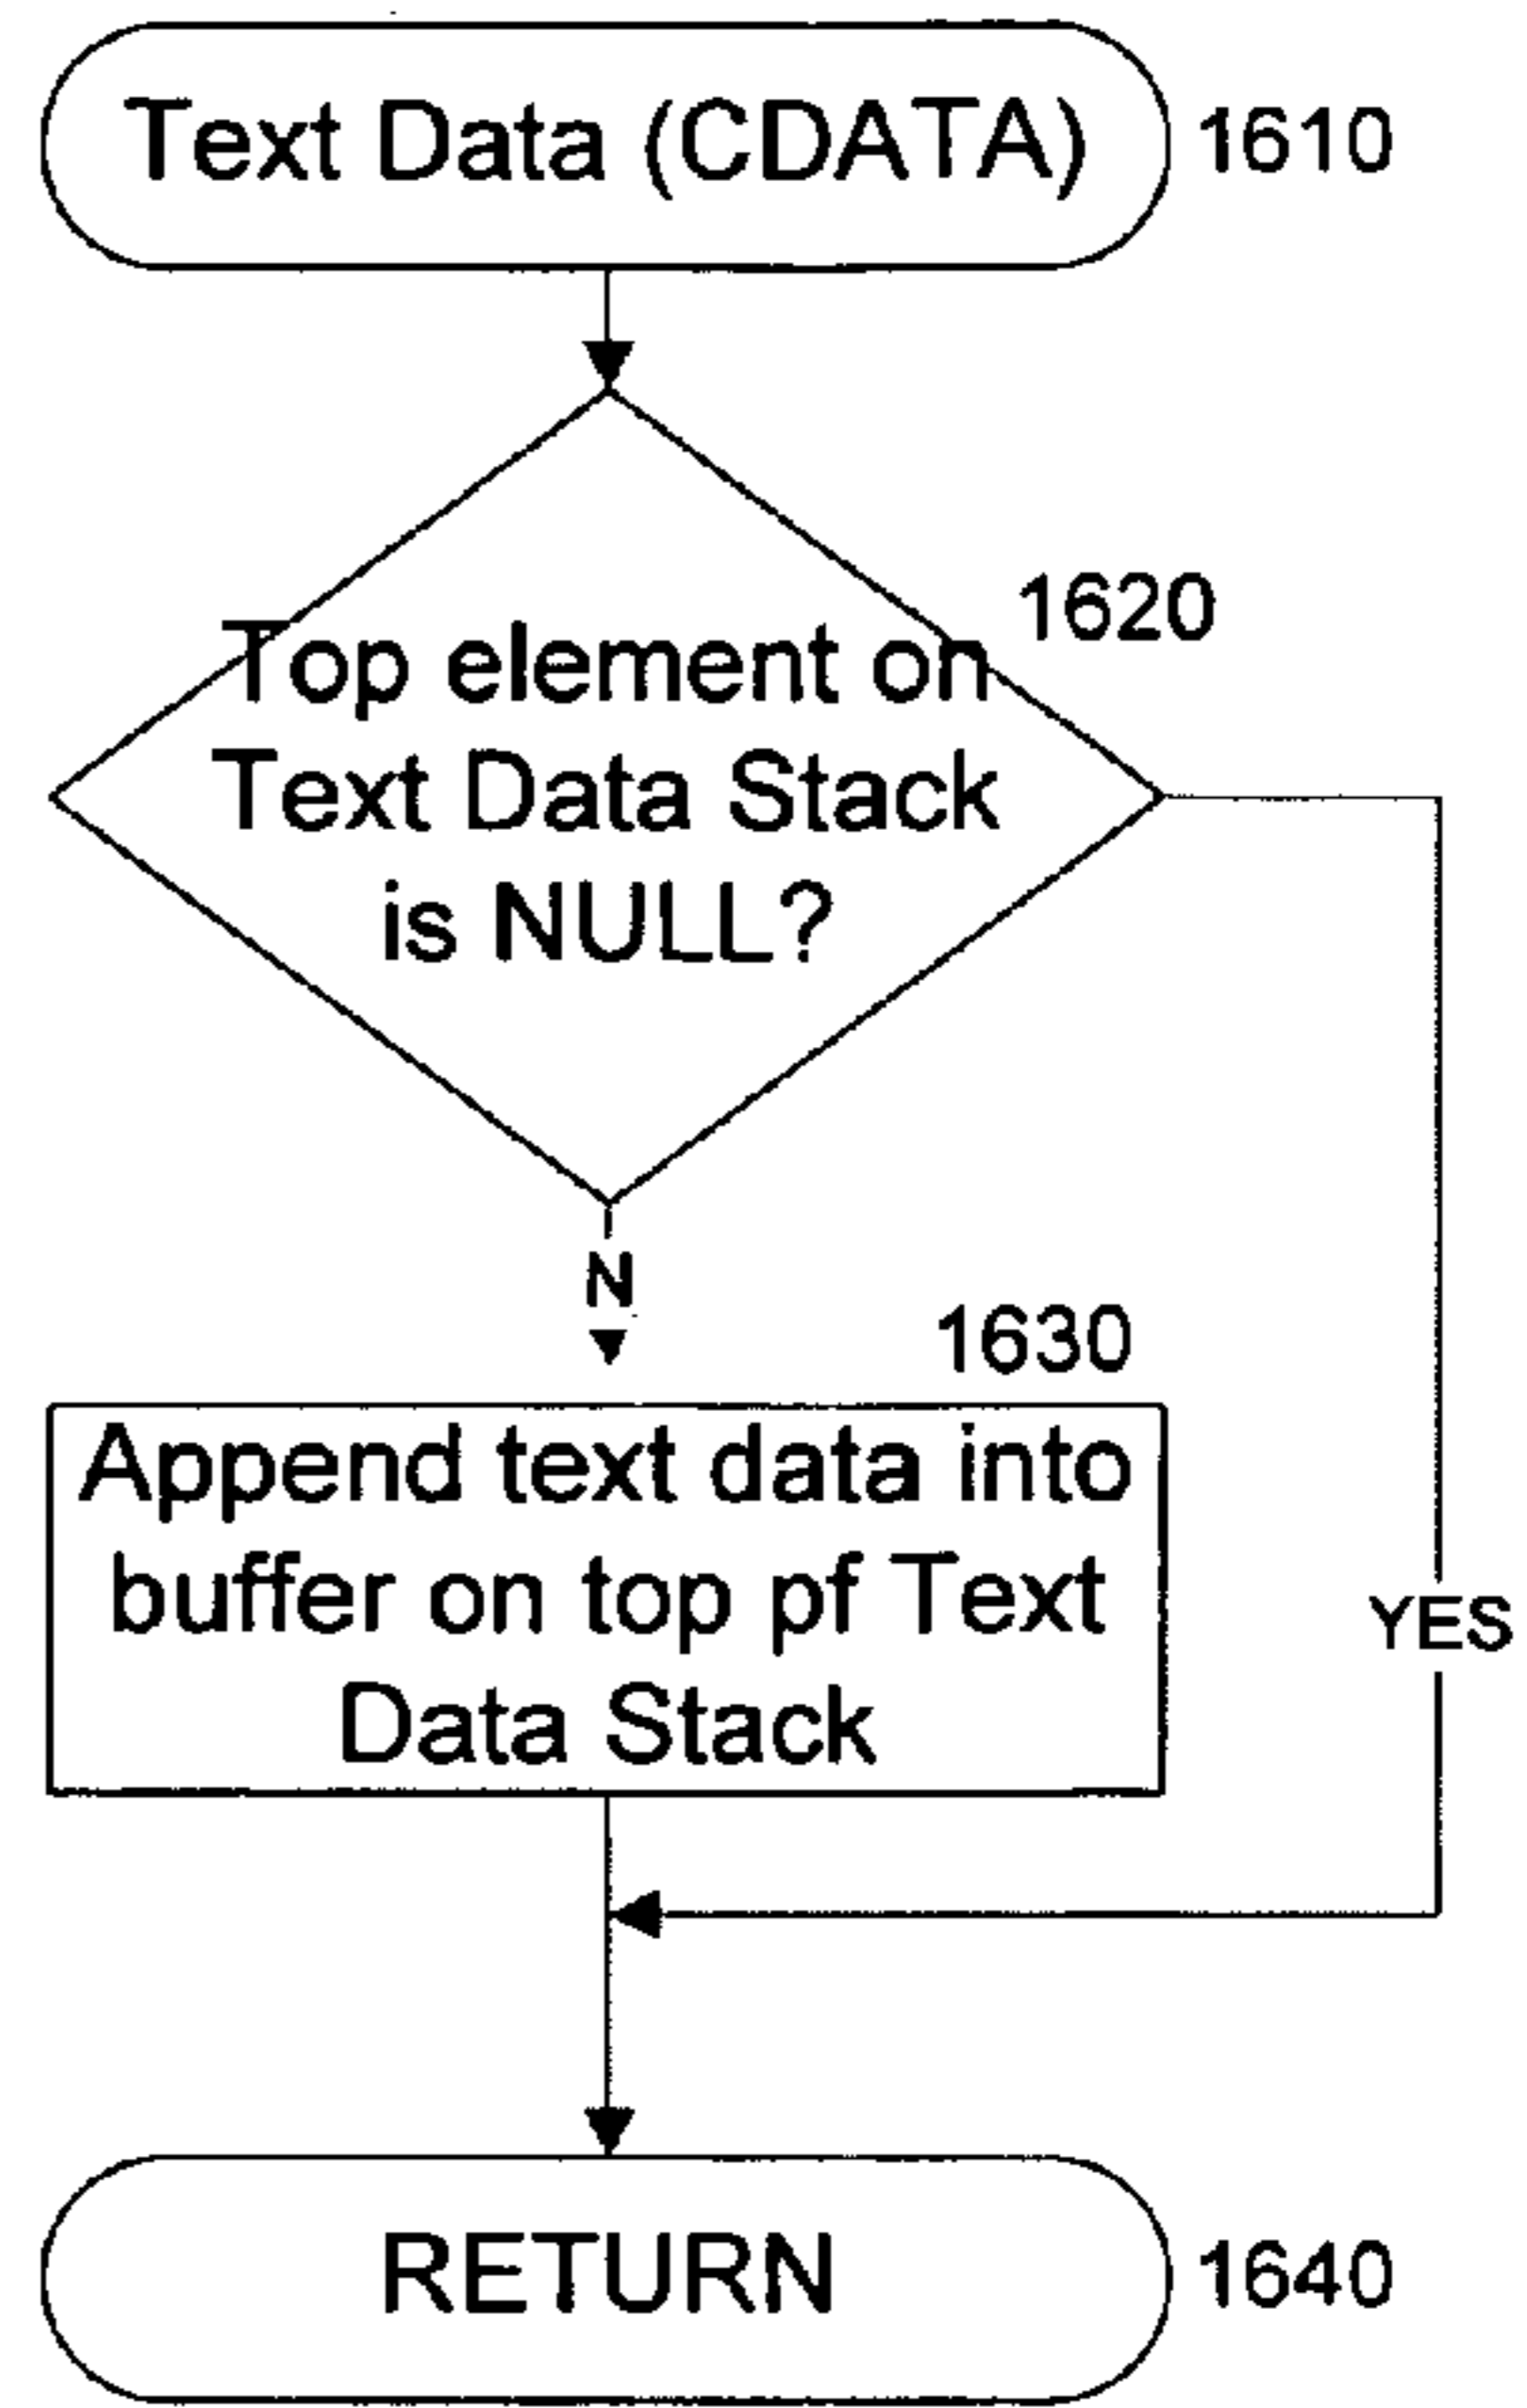 Text Data (CDATA)
1610
1620
Top element on
Text Data Stack
is NULL?
N
1630
Append text data into
buffer on top pf Text
Data Stack
YES
RETURN
1640